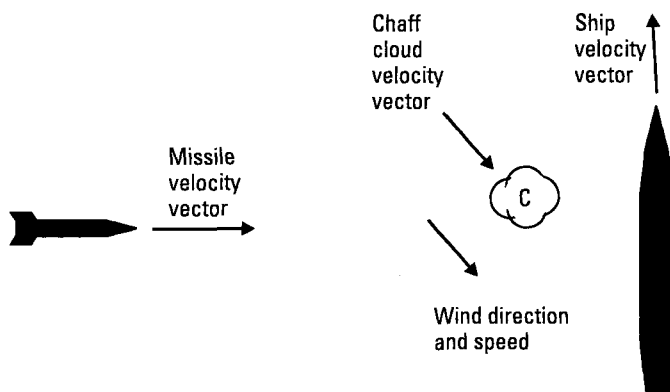 Chaff
cloud
velocity
vector
Ship
velocity
vector
Missile
velocity
vector
C
Wind direction
and speed